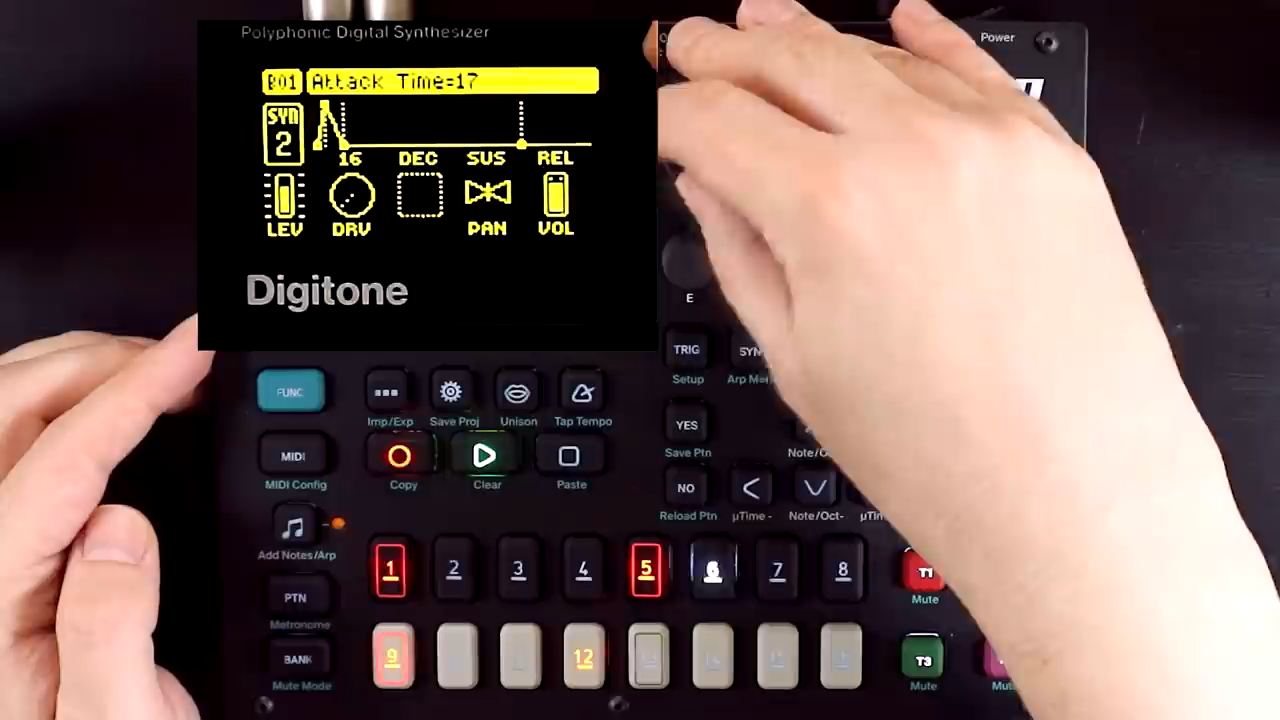 Polyphonic Digital Synthesizer
B01 Attack Time=17
SYN
2
16 DEC SUS REL
LEV DRV PAN VOL
Digitone
Power
E
TRIG
Setup
FUNC
Imp/Exp Save Proj Unison Tap Tempo
YES
Save Ptn
MIDI
MIDI Config
Copy Clear Paste
NO
Reload Ptn µTime - Note/Oct-
Add Notes/Arp
1 2 3 4 5 6 7 8
T1
Mute
PTN
Metronome
BANK
Mute Mode
9 12
T3
Mute